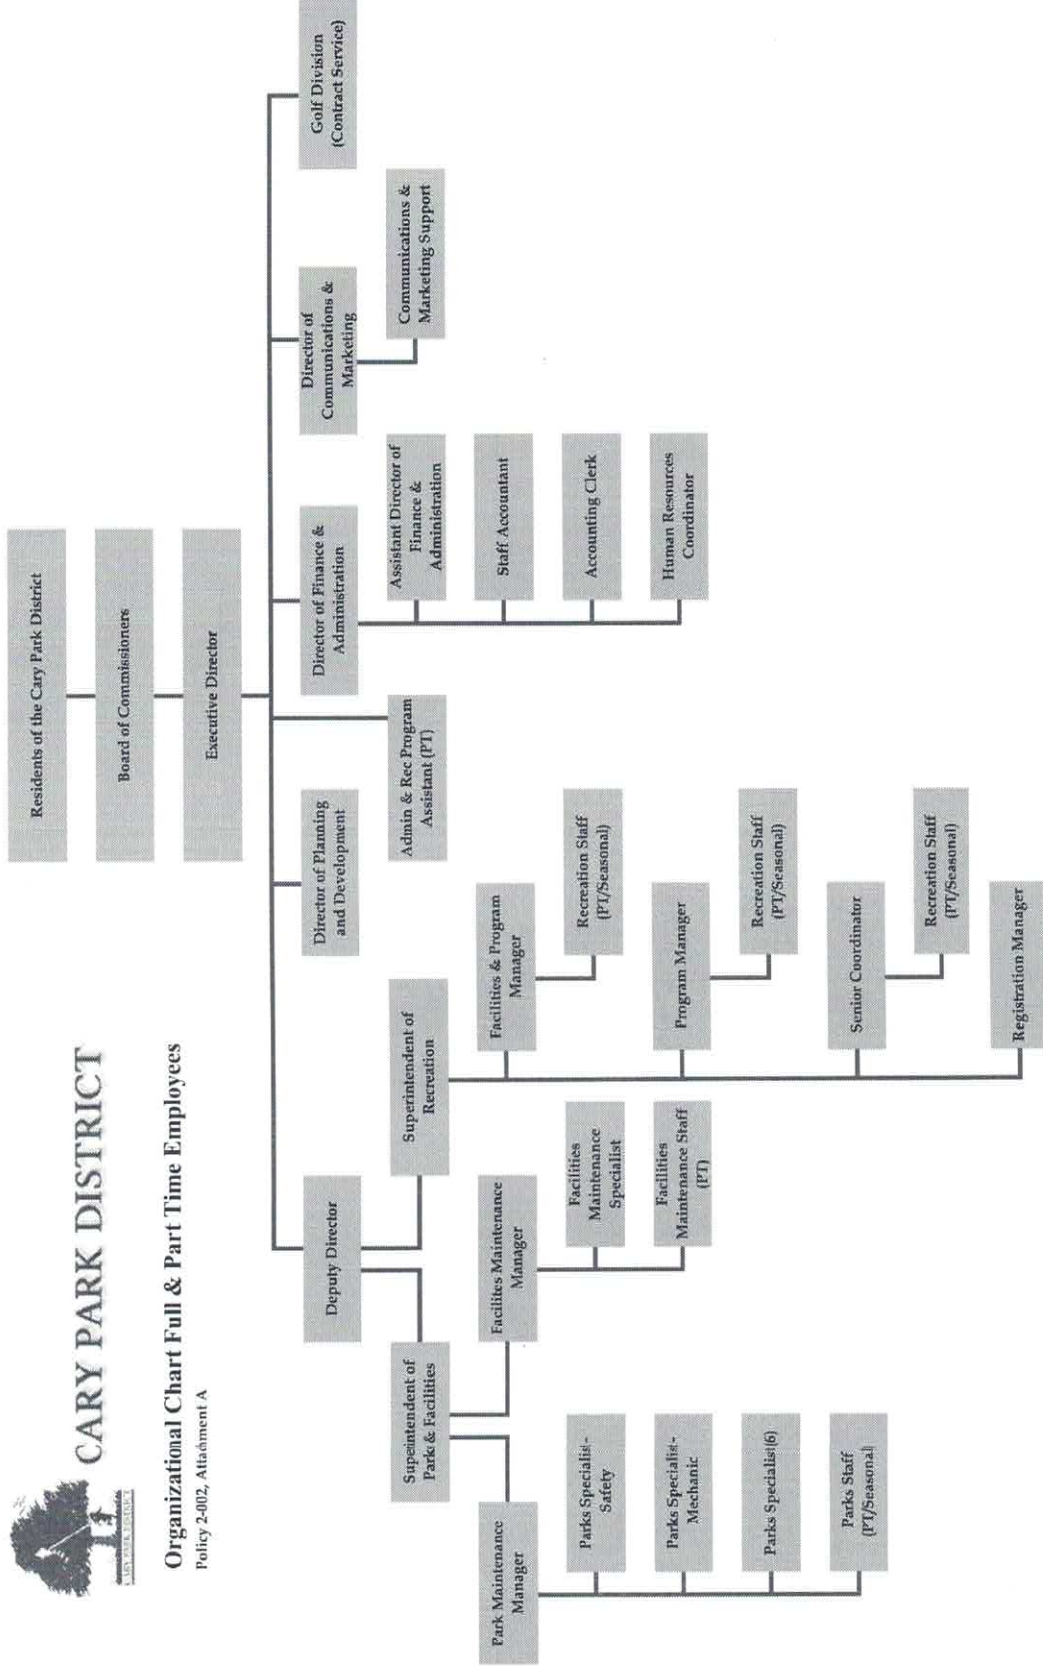 CARY PARK DISTRICT
CARY PARK DISTRICT
Organizational Chart Full & Part Time Employees
Policy 2-002, Attachment A
Residents of the Cary Park District
Board of Commissioners
Executive Director
Deputy Director
Director of Planning
and Development
Director of Finance &
Administration
Director of
Communications &
Marketing
Golf Division
(Contract Service)
Supeintendent of
Parks & Facilities
Superintendent of
Recreation
Admin & Rec Program
Assistant (PT)
Assistant Director of
Finance &
Administration
Communications &
Marketing Support
Park Maintenance
Manager
Facilites Maintenance
Manager
Facilities & Program
Manager
Staff Accountant
Parks Specialist-
Safety
Facilities
Maintenance
Specialist
Recreation Staff
(PT/Seasonal)
Accounting Clerk
Parks Specialist-
Mechanic
Facilities
Maintenance Staff
(PT)
Program Manager
Human Resources
Coordinator
Parks Specialist(6)
Recreation Staff
(PT/Seasonal)
Parks Staff
(PT/Seasonal)
Senior Coordinator
Recreation Staff
(PT/Seasonal)
Registration Manager